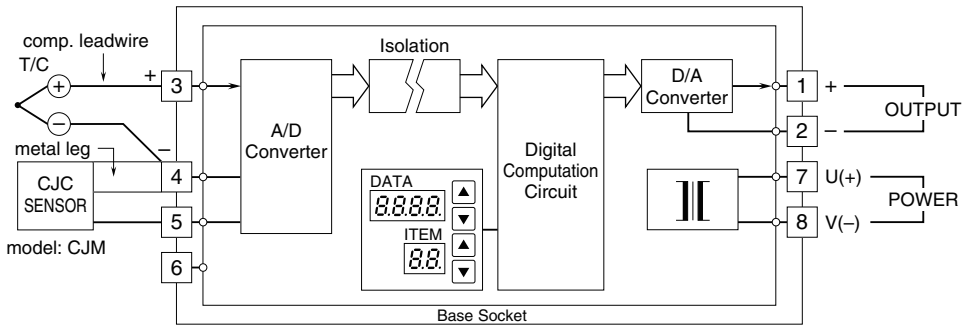 comp. leadwire
T/C
+
−
+
−
metal leg
CJC
SENSOR
model: CJM
3
4
5
6
A/D
Converter
Isolation
DATA
8.8.8.8.
ITEM
8.8.
Digital
Computation
Circuit
D/A
Converter
1
+
2
−
OUTPUT
7
U(+)
8
V(−)
POWER
Base Socket